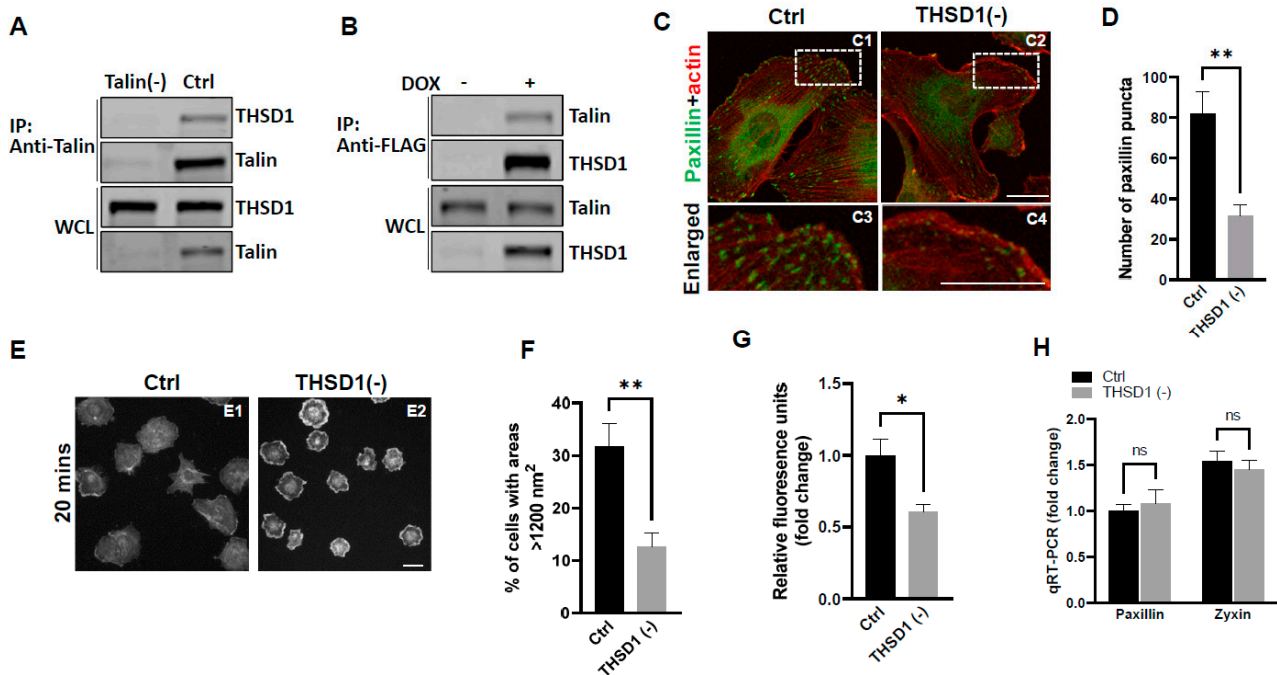 A
Talin(-) Ctrl
IP:
Anti-Talin
THSD1
Talin
WCL
THSD1
Talin
B
DOX - +
IP:
Anti-FLAG
Talin
THSD1
WCL
Talin
THSD1
C
Ctrl THSD1(-)
Paxillin+actin
C1 C2
Enlarged
C3 C4
D
**
Number of paxillin puncta
100
80
60
40
20
0
Ctrl
THSD1 (-)
E
Ctrl THSD1(-)
20 mins
E1 E2
F
**
% of cells with areas
>1200 nm2
40
30
20
10
0
Ctrl
THSD1 (-)
G
*
Relative fluoresence units
(fold change)
1.5
1.0
0.5
0.0
Ctrl
THSD1 (-)
H
Ctrl
THSD1 (-)
qRT-PCR (fold change)
2.0
1.5
1.0
0.5
0.0
ns
ns
Paxillin Zyxin